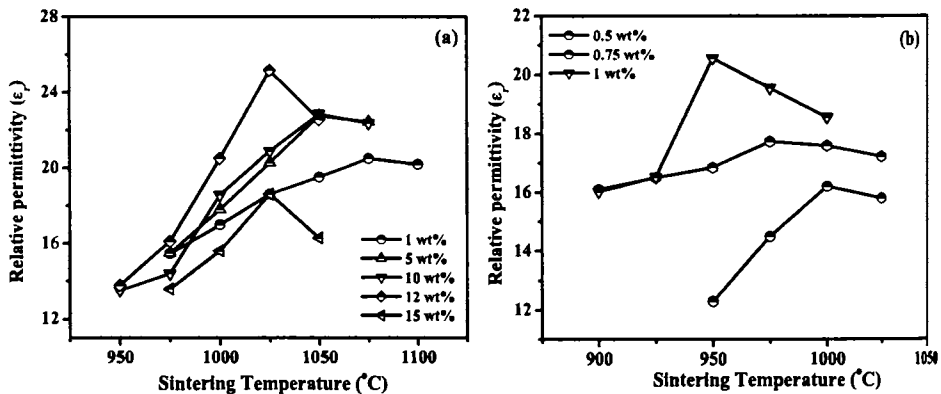 Relative permittivity (εr)
28
24
20
16
12
(a)
1 wt%
5 wt%
10 wt%
12 wt%
15 wt%
950 1000 1050 1100
Sintering Temperature (°C)
Relative permittivity (εr)
22
20
18
16
14
12
(b)
0.5 wt%
0.75 wt%
1 wt%
900 950 1000 1050
Sintering Temperature (°C)